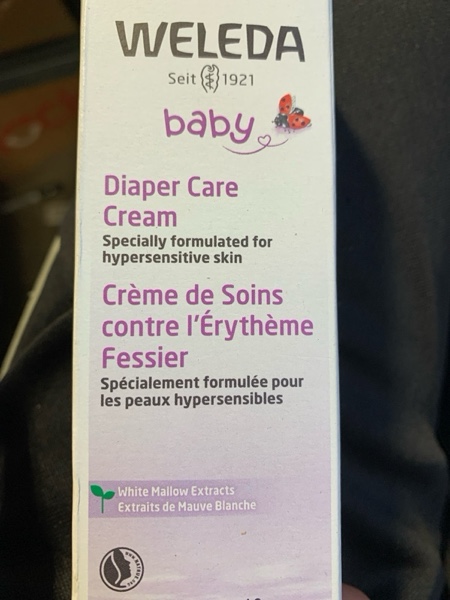 WELEDA
Seit 1921
baby
Diaper Care
Cream
Specially formulated for
hypersensitive skin
Crème de Soins
contre l'Érythème
Fessier
Spécialement formulée pour
les peaux hypersensibles
White Mallow Extracts
Extraits de Mauve Blanche